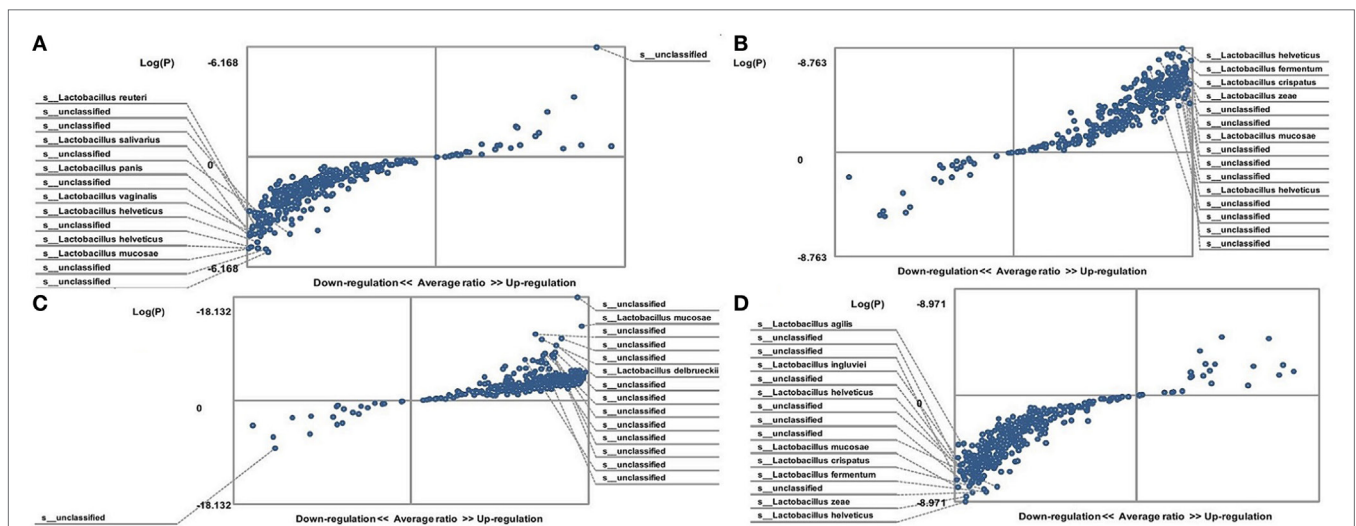 A
Log(P)
-6.168
s__unclassified
s__Lactobacillus reuteri
s__unclassified
s__unclassified
s__Lactobacillus salivarius
s__unclassified
0
s__Lactobacillus panis
s__unclassified
s__Lactobacillus vaginalis
s__Lactobacillus helveticus
s__unclassified
s__Lactobacillus helveticus
s__Lactobacillus mucosae
s__unclassified
-6.168
s__unclassified
Down-regulation<< Average ratio >> Up-regulation
B
Log(P)
-8.763
s__Lactobacillus helveticus
s__Lactobacillus fermentum
s__Lactobacillus crispatus
s__Lactobacillus zeae
s__unclassified
s__unclassified
s__Lactobacillus mucosae
s__unclassified
0
s__unclassified
s__unclassified
s__Lactobacillus helveticus
s__unclassified
s__unclassified
s__unclassified
s__unclassified
-8.763
Down-regulation<< Average ratio >> Up-regulation
C
Log(P)
-18.132
s__unclassified
s__Lactobacillus mucosae
s__unclassified
s__unclassified
s__unclassified
s__Lactobacillus delbrueckii
s__unclassified
s__unclassified
0
s__unclassified
s__unclassified
s__unclassified
s__unclassified
s__unclassified
s__unclassified
-18.132
s__unclassified
Down-regulation<< Average ratio >> Up-regulation
D
Log(P)
-8.971
s__Lactobacillus agilis
s__unclassified
s__unclassified
s__Lactobacillus ingluviei
s__unclassified
s__Lactobacillus helveticus
0
s__unclassified
s__unclassified
s__unclassified
s__Lactobacillus mucosae
s__Lactobacillus crispatus
s__Lactobacillus fermentum
s__unclassified
s__Lactobacillus zeae
-8.971
s__Lactobacillus helveticus
Down-regulation<< Average ratio >> Up-regulation